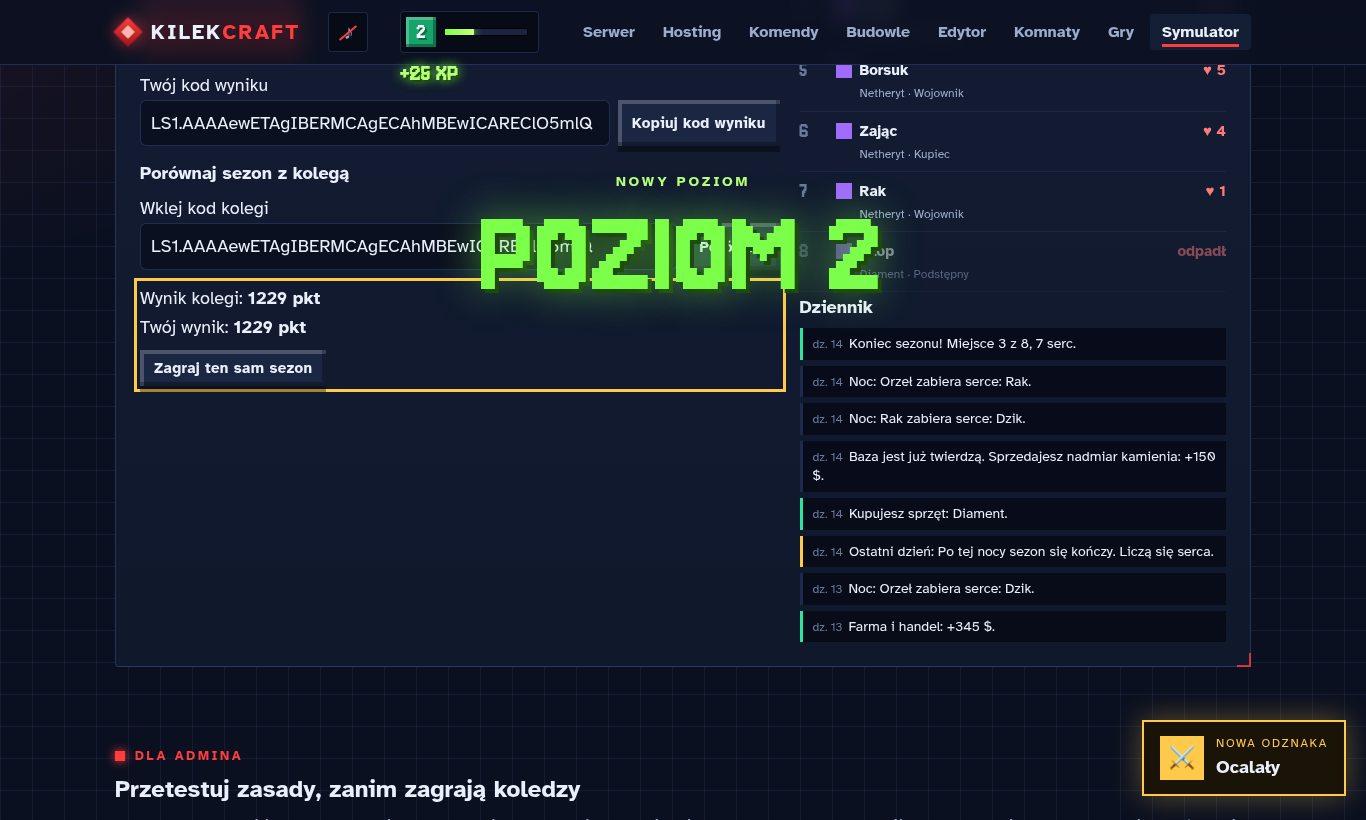 KILEKCRAFT
2
Serwer
Hosting
Komendy
Budowle
Edytor
Komnaty
Gry
Symulator
+25 XP
Twój kod wyniku
LS1.AAAAewETAgIBERMCAgECAhMBEwICAREClO5mlQ
Kopiuj kod wyniku
Porównaj sezon z kolegą
NOWY POZIOM
Wklej kod kolegi
POZIOM 2
Wynik kolegi: 1229 pkt
Twój wynik: 1229 pkt
Zagraj ten sam sezon
5 Borsuk ♥ 5
Netheryt · Wojownik
6 Zając ♥ 4
Netheryt · Kupiec
7 Rak ♥ 1
Netheryt · Wojownik
8 odpadł
Diament · Podstępny
Dziennik
dz. 14 Koniec sezonu! Miejsce 3 z 8, 7 serc.
dz. 14 Noc: Orzeł zabiera serce: Rak.
dz. 14 Noc: Rak zabiera serce: Dzik.
dz. 14 Baza jest już twierdzą. Sprzedajesz nadmiar kamienia: +150
$.
dz. 14 Kupujesz sprzęt: Diament.
dz. 14 Ostatni dzień: Po tej nocy sezon się kończy. Liczą się serca.
dz. 13 Noc: Orzeł zabiera serce: Dzik.
dz. 13 Farma i handel: +345 $.
DLA ADMINA
Przetestuj zasady, zanim zagrają koledzy
NOWA ODZNAKA
Ocalały